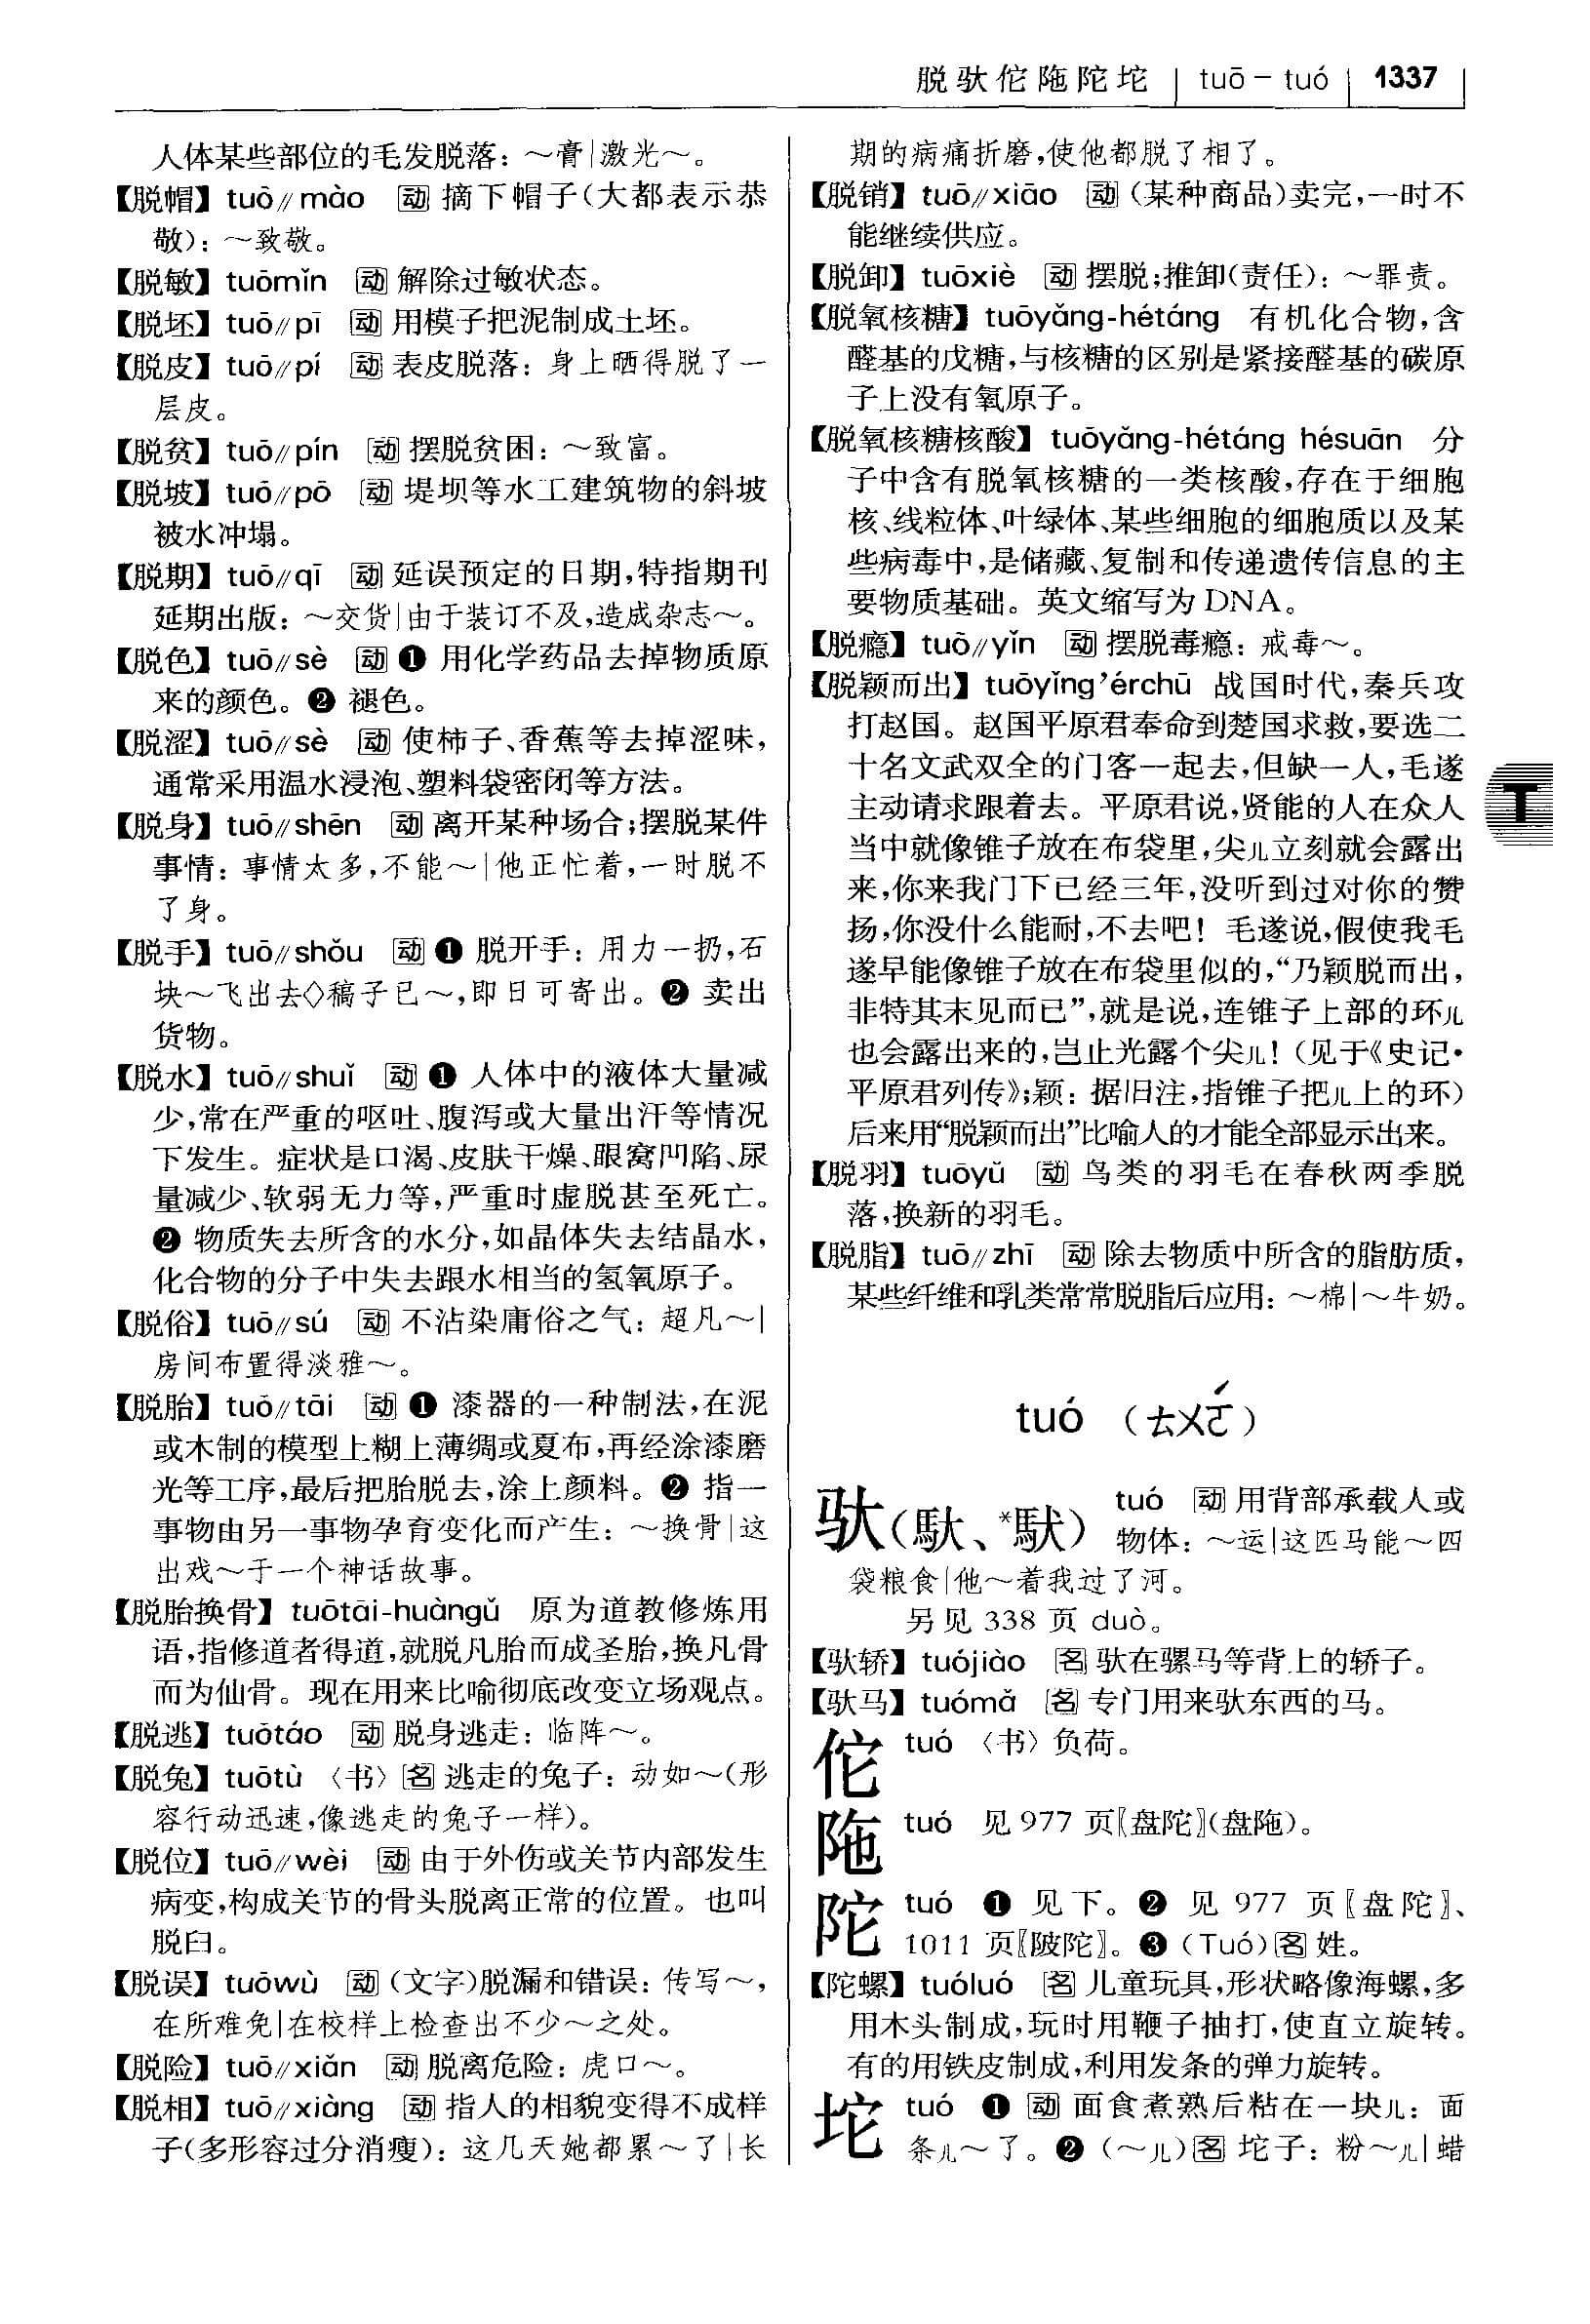 脱驮佗陁陀坨 | tuō－tuó | 1337
人体某些部位的毛发脱落：～膏|激光～。
【脱帽】tuō∥mào 动 摘下帽子（大都表示恭
敬）：～致敬。
【脱敏】tuōmǐn 动 解除过敏状态。
【脱坯】tuō∥pī 动 用模子把泥制成土坯。
【脱皮】tuō∥pí 动 表皮脱落：身上晒得脱了一
层皮。
【脱贫】tuō∥pín 动 摆脱贫困：～致富。
【脱坡】tuō∥pō 动 堤坝等水工建筑物的斜坡
被水冲塌。
【脱期】tuō∥qī 动 延误预定的日期，特指期刊
延期出版：～交货|由于装订不及，造成杂志～。
【脱色】tuō∥sè 动 ❶ 用化学药品去掉物质原
来的颜色。❷ 褪色。
【脱涩】tuō∥sè 动 使柿子、香蕉等去掉涩味，
通常采用温水浸泡、塑料袋密闭等方法。
【脱身】tuō∥shēn 动 离开某种场合；摆脱某件
事情：事情太多，不能～|他正忙着，一时脱不
了身。
【脱手】tuō∥shǒu 动 ❶ 脱开手：用力一扔，石
块～飞出去◇稿子已～，即日可寄出。❷ 卖出
货物。
【脱水】tuō∥shuǐ 动 ❶ 人体中的液体大量减
少，常在严重的呕吐、腹泻或大量出汗等情况
下发生。症状是口渴、皮肤干燥、眼窝凹陷、尿
量减少、软弱无力等，严重时虚脱甚至死亡。
❷ 物质失去所含的水分，如晶体失去结晶水，
化合物的分子中失去跟水相当的氢氧原子。
【脱俗】tuō∥sú 动 不沾染庸俗之气：超凡～|
房间布置得淡雅～。
【脱胎】tuō∥tāi 动 ❶ 漆器的一种制法，在泥
或木制的模型上糊上薄绸或夏布，再经涂漆磨
光等工序，最后把胎脱去，涂上颜料。❷ 指一
事物由另一事物孕育变化而产生：～换骨|这
出戏～于一个神话故事。
【脱胎换骨】tuōtāi-huàngǔ 原为道教修炼用
语，指修道者得道，就脱凡胎而成圣胎，换凡骨
而为仙骨。现在用来比喻彻底改变立场观点。
【脱逃】tuōtáo 动 脱身逃走：临阵～。
【脱兔】tuōtù〈书〉名 逃走的兔子：动如～（形
容行动迅速，像逃走的兔子一样）。
【脱位】tuō∥wèi 动 由于外伤或关节内部发生
病变，构成关节的骨头脱离正常的位置。也叫
脱臼。
【脱误】tuōwù 动（文字）脱漏和错误：传写～，
在所难免|在校样上检查出不少～之处。
【脱险】tuō∥xiǎn 动 脱离危险：虎口～。
【脱相】tuō∥xiàng 动 指人的相貌变得不成样
子（多形容过分消瘦）：这几天她都累～了|长
期的病痛折磨，使他都脱了相了。
【脱销】tuō∥xiāo 动（某种商品）卖完，一时不
能继续供应。
【脱卸】tuōxiè 动 摆脱；推卸（责任）：～罪责。
【脱氧核糖】tuōyǎng-hétáng 有机化合物，含
醛基的戊糖，与核糖的区别是紧接醛基的碳原
子上没有氧原子。
【脱氧核糖核酸】tuōyǎng-hétáng hésuān 分
子中含有脱氧核糖的一类核酸，存在于细胞
核、线粒体、叶绿体、某些细胞的细胞质以及某
些病毒中，是储藏、复制和传递遗传信息的主
要物质基础。英文缩写为 DNA。
【脱瘾】tuō∥yǐn 动 摆脱毒瘾：戒毒～。
【脱颖而出】tuōyǐng'érchū 战国时代，秦兵攻
打赵国。赵国平原君奉命到楚国求救，要选二
十名文武双全的门客一起去，但缺一人，毛遂
主动请求跟着去。平原君说，贤能的人在众人
当中就像锥子放在布袋里，尖儿立刻就会露出
来，你来我门下已经三年，没听到过对你的赞
扬，你没什么能耐，不去吧！毛遂说，假使我毛
遂早能像锥子放在布袋里似的，“乃颖脱而出，
非特其末见而已”，就是说，连锥子上部的环儿
也会露出来的，岂止光露个尖儿！（见于《史记·
平原君列传》；颖：据旧注，指锥子把儿上的环）
后来用“脱颖而出”比喻人的才能全部显示出来。
【脱羽】tuōyǔ 动 鸟类的羽毛在春秋两季脱
落，换新的羽毛。
【脱脂】tuō∥zhī 动 除去物质中所含的脂肪质，
某些纤维和乳类常常脱脂后应用：～棉|～牛奶。
T
tuó（ㄊㄨㄛˊ）
驮（馱、*䭾） tuó 动 用背部承载人或
物体：～运|这匹马能～四
袋粮食|他～着我过了河。
另见 338 页 duò。
【驮轿】tuójiào 名 驮在骡马等背上的轿子。
【驮马】tuómǎ 名 专门用来驮东西的马。
佗 tuó〈书〉负荷。
陁 tuó 见 977 页〖盘陀〗（盘陁）。
陀 tuó ❶ 见下。❷ 见 977 页〖盘陀〗、
1011 页〖陂陀〗。❸（Tuó）名 姓。
【陀螺】tuóluó 名 儿童玩具，形状略像海螺，多
用木头制成，玩时用鞭子抽打，使直立旋转。
有的用铁皮制成，利用发条的弹力旋转。
坨 tuó ❶ 动 面食煮熟后粘在一块儿：面
条儿～了。❷（～儿）名 坨子：粉～儿|蜡